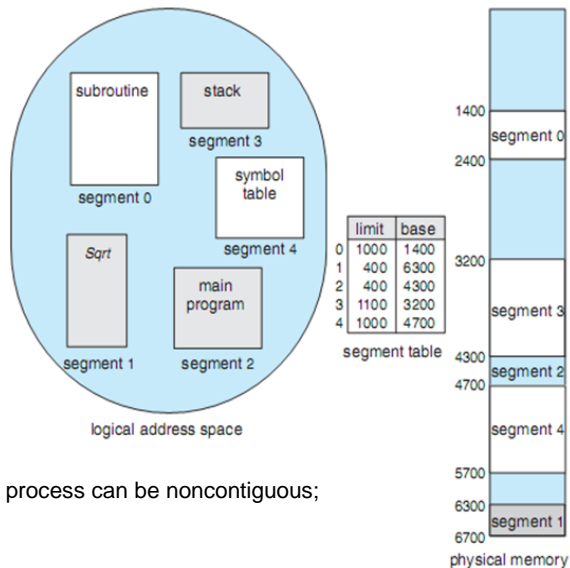 subroutine
segment 0
stack
segment 3
symbol
table
segment 4
Sqrt
segment 1
main
program
segment 2
logical address space
limit base
0 1000 1400
1 400 6300
2 400 4300
3 1100 3200
4 1000 4700
segment table
process can be noncontiguous;
1400
segment 0
2400
3200
segment 3
4300
segment 2
4700
segment 4
5700
6300
segment 1
6700
physical memory